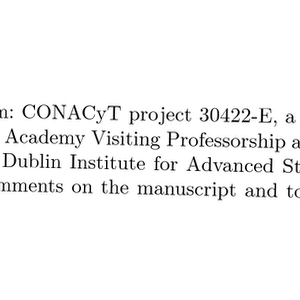 m: CONACyT project 30422-E, a
Academy Visiting Professorship a
Dublin Institute for Advanced St
mments on the manuscript and to